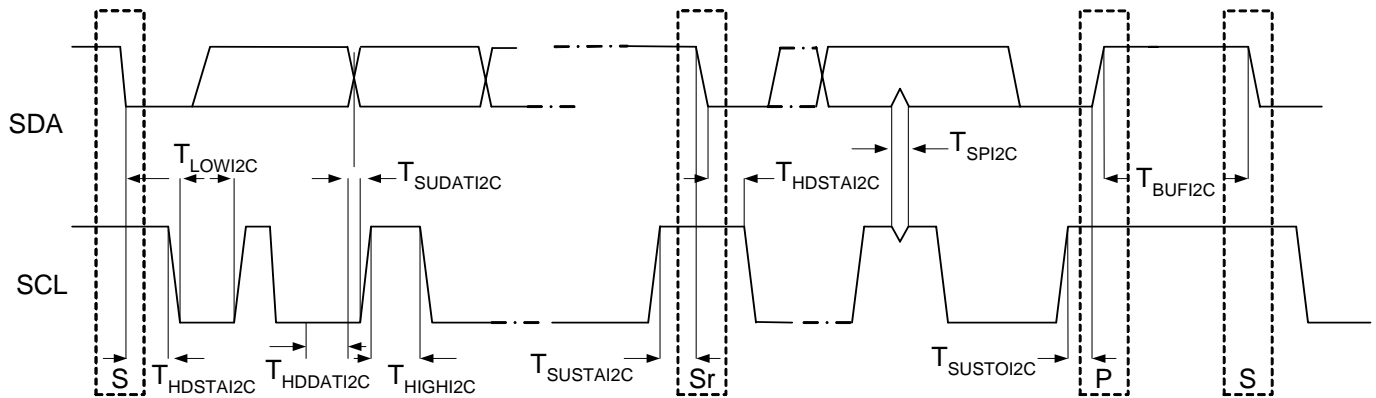 SDA
T_LOWI2C
T_SUDATI2C
T_HDSTAI2C
T_SPI2C
T_BUFI2C
SCL
S
T_HDSTAI2C
T_HDDATI2C
T_HIGHI2C
T_SUSTAI2C
Sr
T_SUSTOI2C
P
S